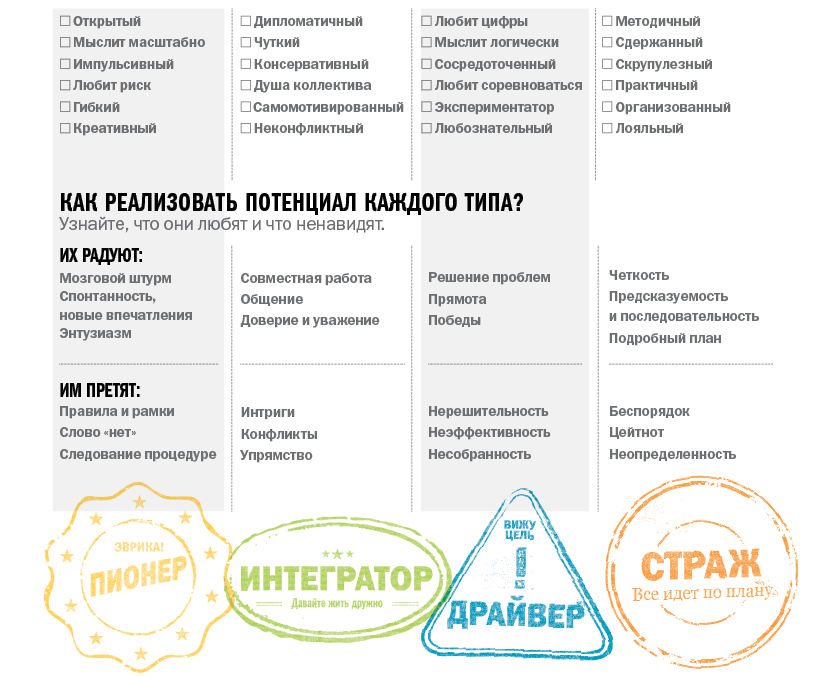 ☐ Открытый
☐ Мыслит масштабно
☐ Импульсивный
☐ Любит риск
☐ Гибкий
☐ Креативный
☐ Дипломатичный
☐ Чуткий
☐ Консервативный
☐ Душа коллектива
☐ Самомотивированный
☐ Неконфликтный
☐ Любит цифры
☐ Мыслит логически
☐ Сосредоточенный
☐ Любит соревноваться
☐ Экспериментатор
☐ Любознательный
☐ Методичный
☐ Сдержанный
☐ Скрупулезный
☐ Практичный
☐ Организованный
☐ Лояльный
КАК РЕАЛИЗОВАТЬ ПОТЕНЦИАЛ КАЖДОГО ТИПА?
Узнайте, что они любят и что ненавидят.
ИХ РАДУЮТ:
Мозговой штурм
Спонтанность,
новые впечатления
Энтузиазм
Совместная работа
Общение
Доверие и уважение
Решение проблем
Прямота
Победы
Четкость
Предсказуемость
и последовательность
Подробный план
ИМ ПРЕТЯТ:
Правила и рамки
Слово «нет»
Следование процедуре
Интриги
Конфликты
Упрямство
Нерешительность
Неэффективность
Несобранность
Беспорядок
Цейтнот
Неопределенность
ЭВРИКА!
ПИОНЕР
ИНТЕГРАТОР
Давайте жить дружно
ВИЖУ
ЦЕЛЬ
!
ДРАЙВЕР
СТРАЖ
Все идет по плану